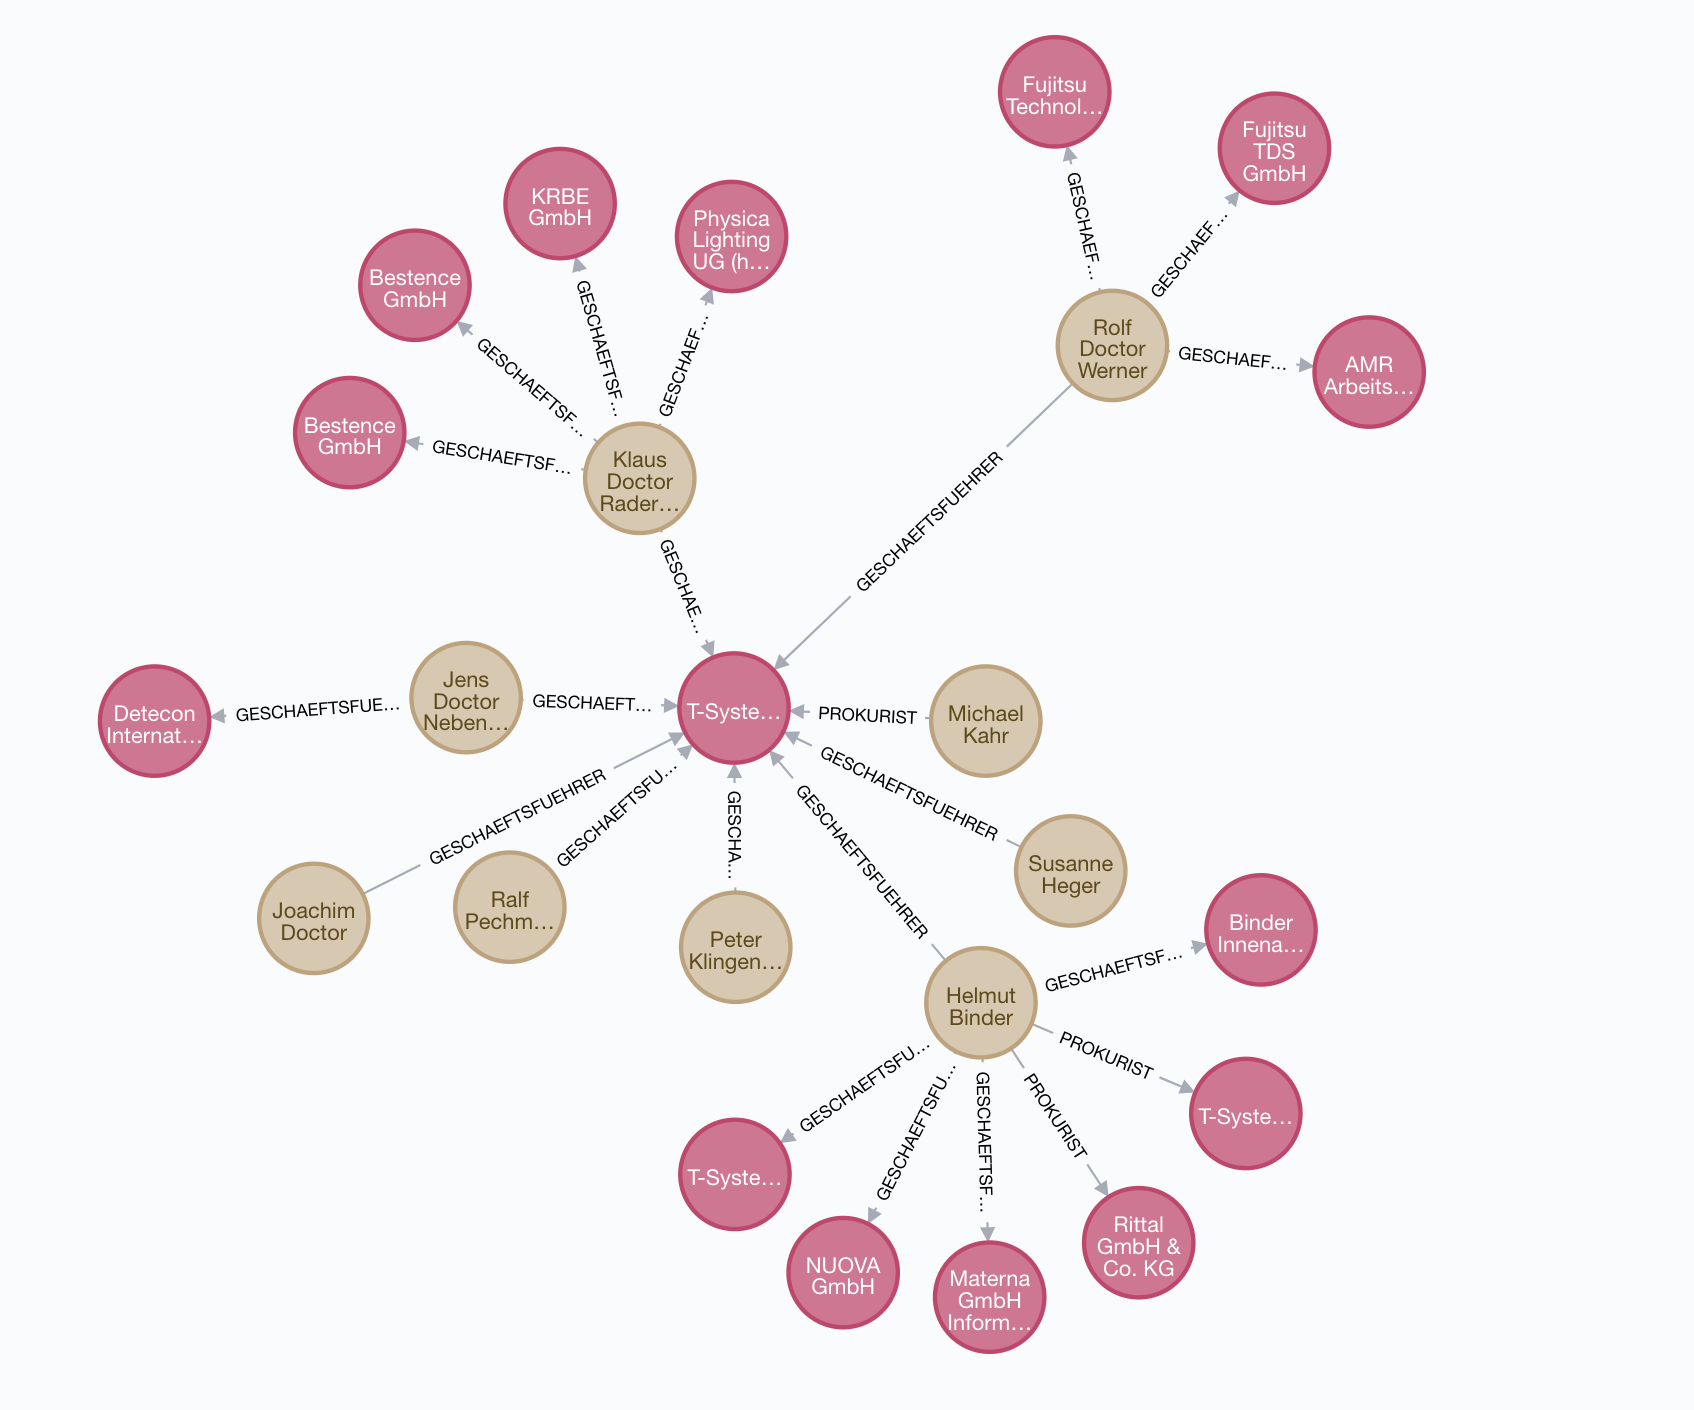 Fujitsu
Technol…
Fujitsu
TDS
GmbH
KRBE
GmbH
Physica
Lighting
UG (h…
Bestence
GmbH
GESCHAEF…
GESCHAEF…
GESCHAEFTSF…
GESCHAEF…
GESCHAEFTSF…
Rolf
Doctor
Werner
GESCHAEF…
AMR
Arbeits…
Bestence
GmbH
GESCHAEFTSF…
Klaus
Doctor
Rader…
GESCHAEFTSFUEHRER
GESCHAE…
Detecon
Internat…
GESCHAEFTSFUE…
Jens
Doctor
Neben…
GESCHAEFT…
T-Syste…
PROKURIST
Michael
Kahr
GESCHAEFTSFUEHRER
GESCHAEFTSFU…
GESCHA…
GESCHAEFTSFUEHRER
GESCHAEFTSFUEHRER
Susanne
Heger
Joachim
Doctor
Ralf
Pechm…
Peter
Klingen…
Helmut
Binder
GESCHAEFTSF…
Binder
Innena…
GESCHAEFTSFU…
GESCHAEFTSFU…
GESCHAEFTSF…
PROKURIST
PROKURIST
T-Syste…
T-Syste…
NUOVA
GmbH
Materna
GmbH
Inform…
Rittal
GmbH &
Co. KG